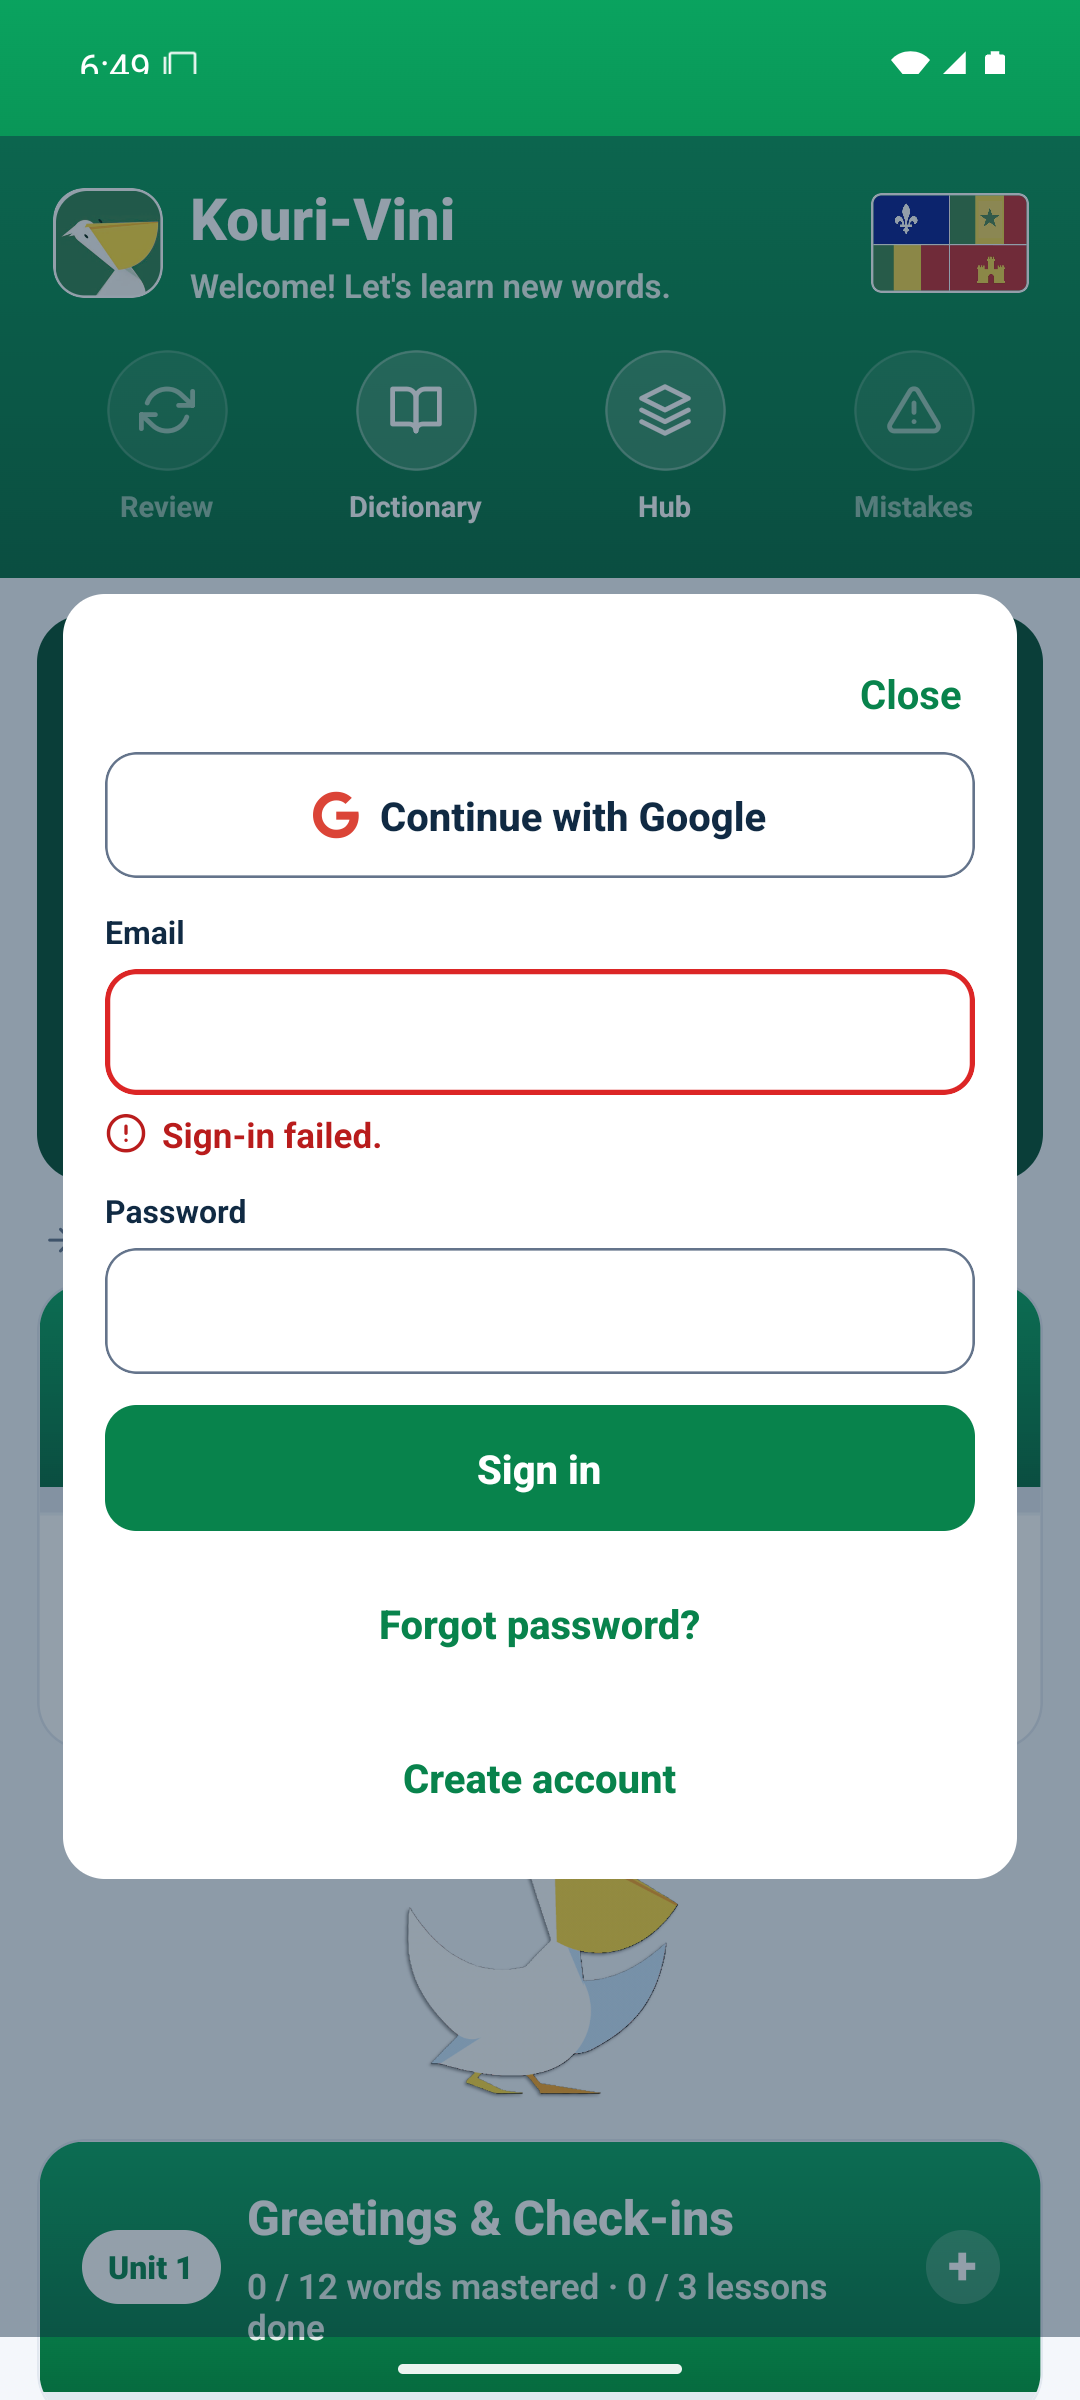 6:49
Kouri-Vini
Welcome! Let's learn new words.
Review
Dictionary
Hub
Mistakes
Close
Continue with Google
Email
Sign-in failed.
Password
Sign in
Forgot password?
Create account
Unit 1
Greetings & Check-ins
0 / 12 words mastered · 0 / 3 lessons
done